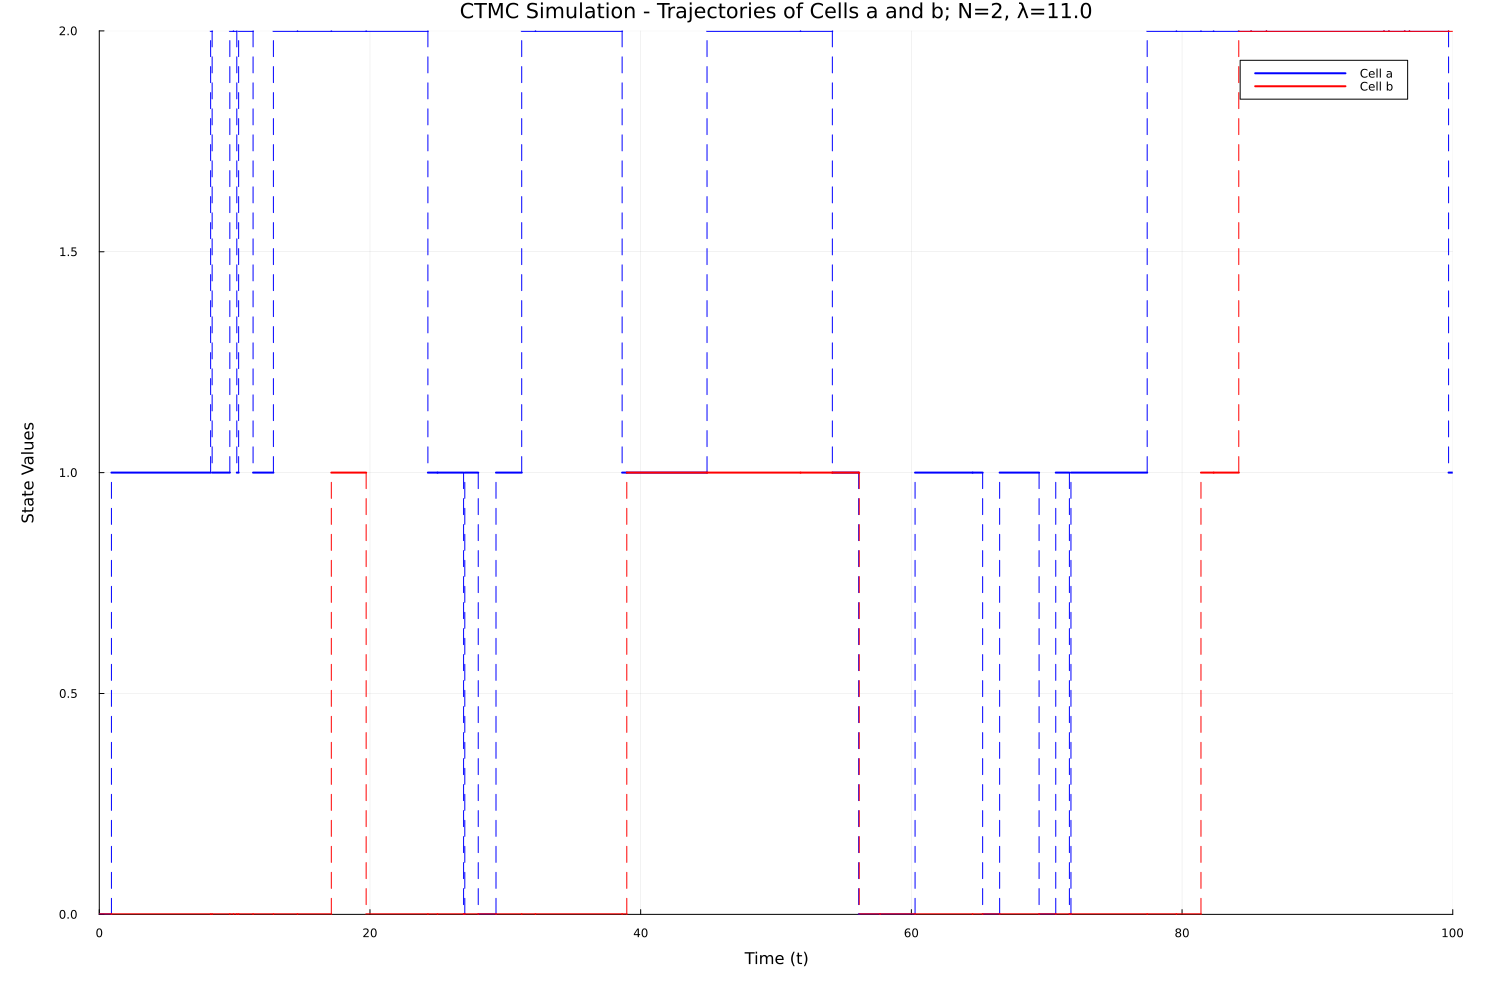 CTMC Simulation - Trajectories of Cells a and b; N=2, λ=11.0
2.0
1.5
1.0
0.5
0.0
State Values
Cell a
Cell b
0 20 40 60 80 100
Time (t)